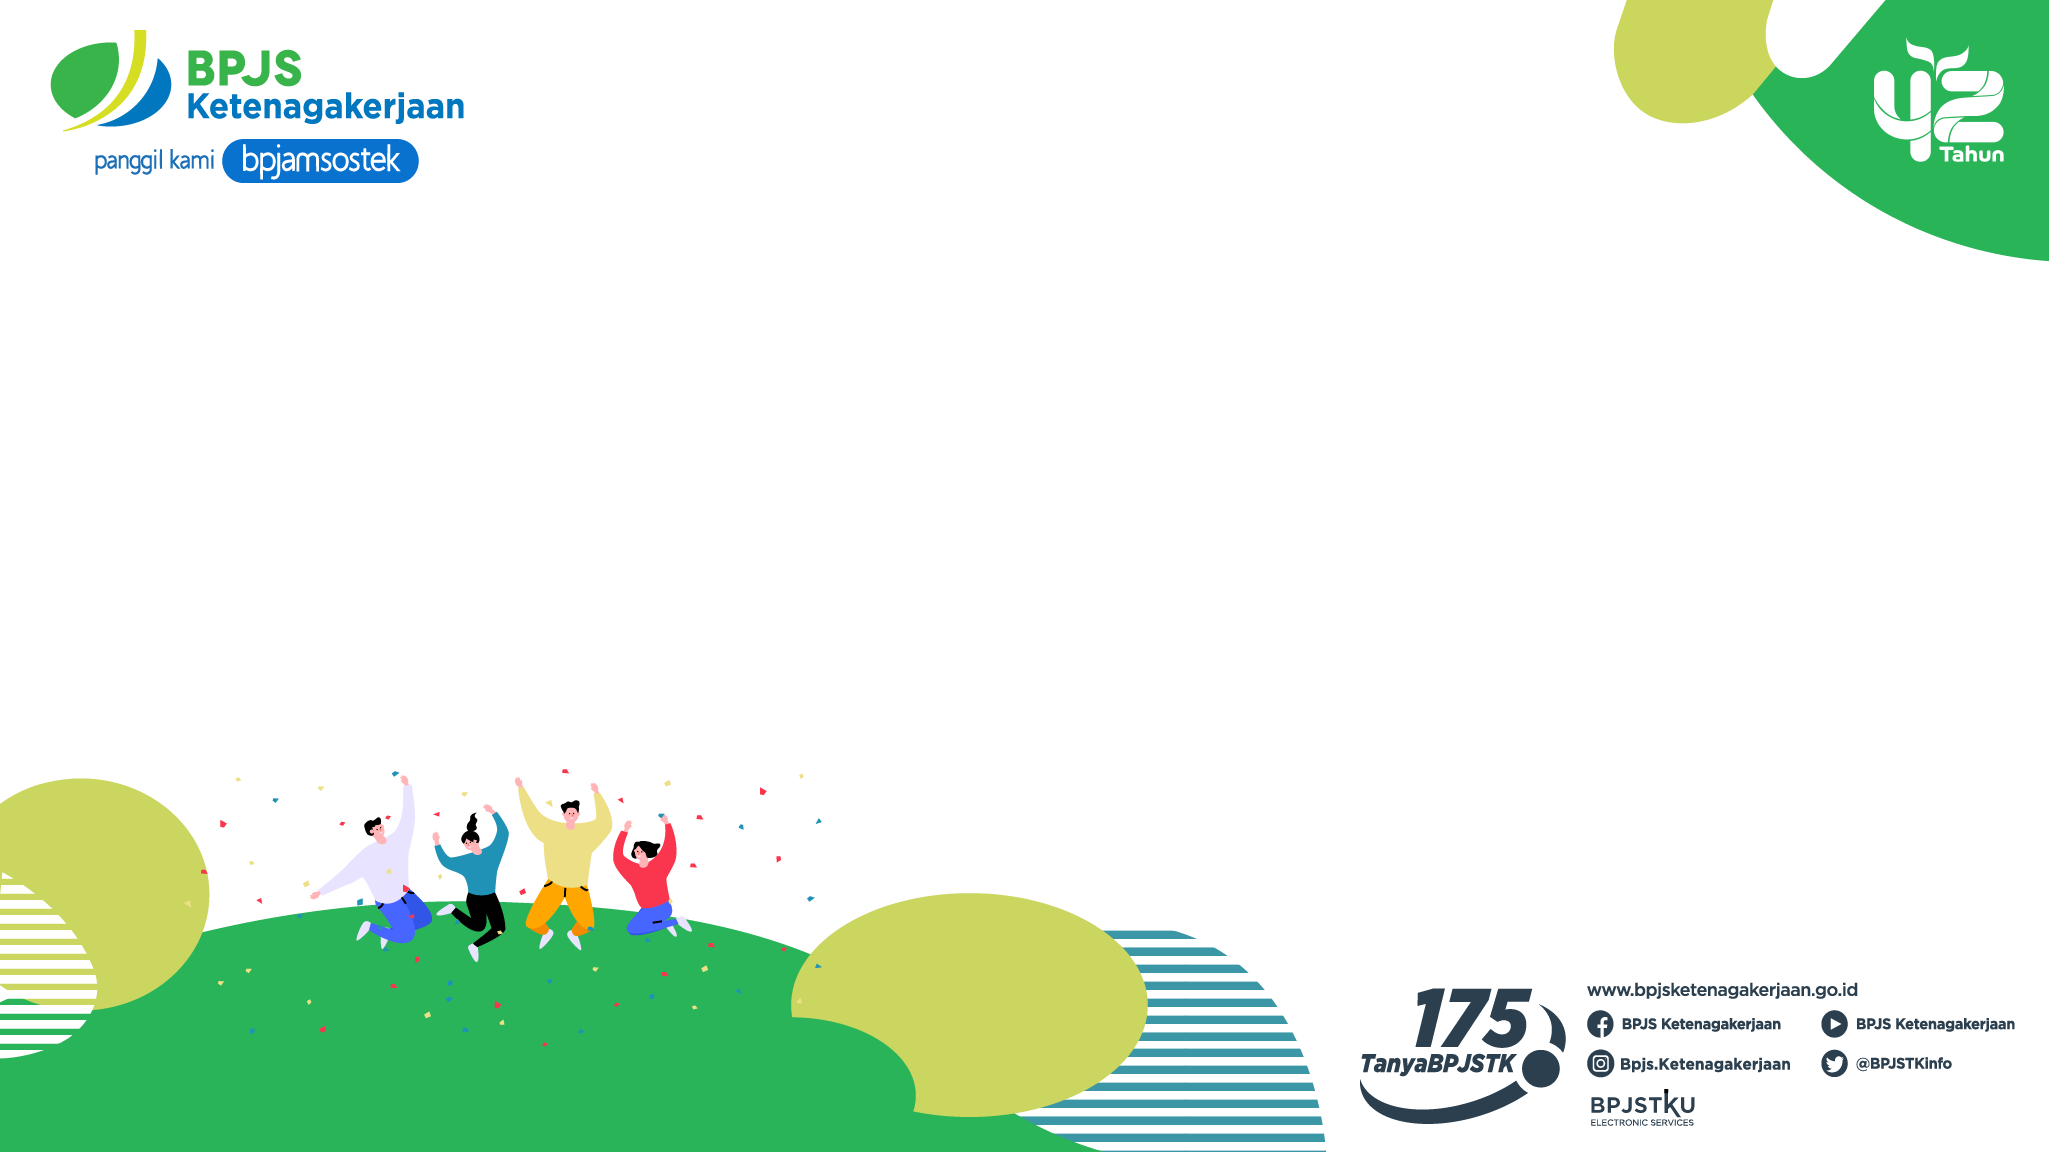 BPJS
Ketenagakerjaan
panggil kami bpjamsostek
42
Tahun
175
TanyaBPJSTK
www.bpjsketenagakerjaan.go.id
BPJS Ketenagakerjaan
BPJS Ketenagakerjaan
Bpjs.Ketenagakerjaan
@BPJSTKinfo
BPJSTKU
ELECTRONIC SERVICES